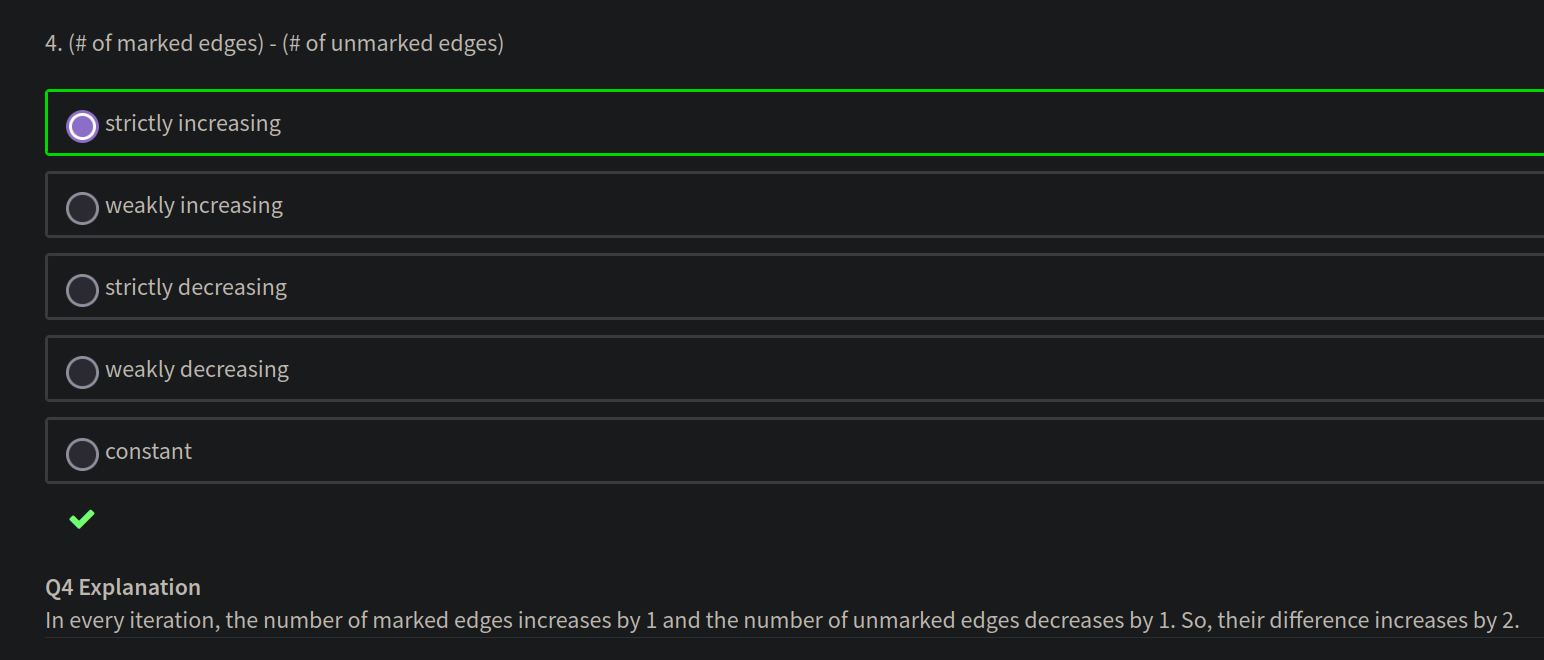 4. (# of marked edges) - (# of unmarked edges)
strictly increasing
weakly increasing
strictly decreasing
weakly decreasing
constant
Q4 Explanation
In every iteration, the number of marked edges increases by 1 and the number of unmarked edges decreases by 1. So, their difference increases by 2.